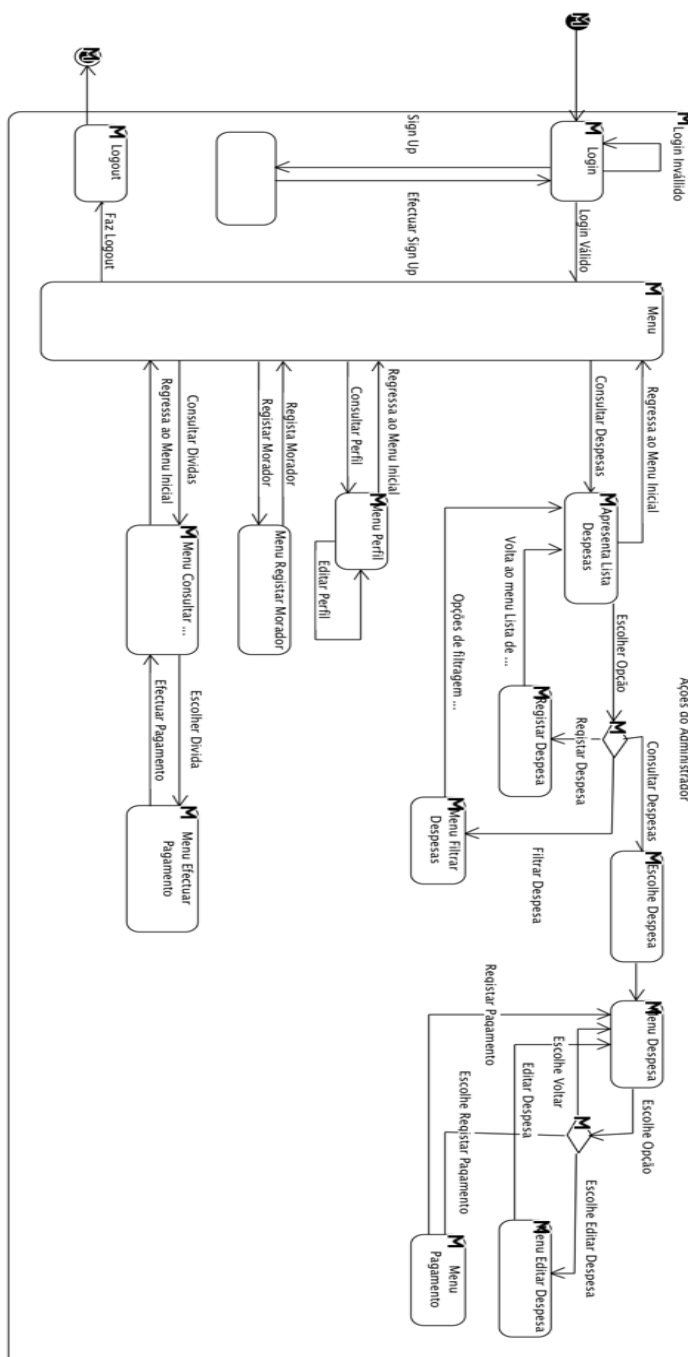 Ações do Administrador
Login Inválido
Login
Sign Up
Efectuar Sign Up
Login Válido
Logout
Faz Logout
Menu
Regressa ao Menu Inicial
Consultar Despesas
Apresenta Lista
Despesas
Escolher Opção
Consultar Despesas
Registar Despesa
Filtrar Despesa
Registar Despesa
Volta ao menu Lista de ...
Menu Filtrar
Despesas
Opções de filtragem ...
Escolhe Despesa
Menu Despesa
Escolhe Opção
Escolhe Voltar
Escolhe Editar Despesa
Menu Editar Despesa
Editar Despesa
Escolhe Registar Pagamento
Menu
Pagamento
Registar Pagamento
Regressa ao Menu Inicial
Consultar Perfil
Menu Perfil
Editar Perfil
Regista Morador
Registar Morador
Menu Registar Morador
Consultar Dividas
Regressa ao Menu Inicial
Menu Consultar ...
Escolher Divida
Efectuar Pagamento
Menu Efectuar
Pagamento